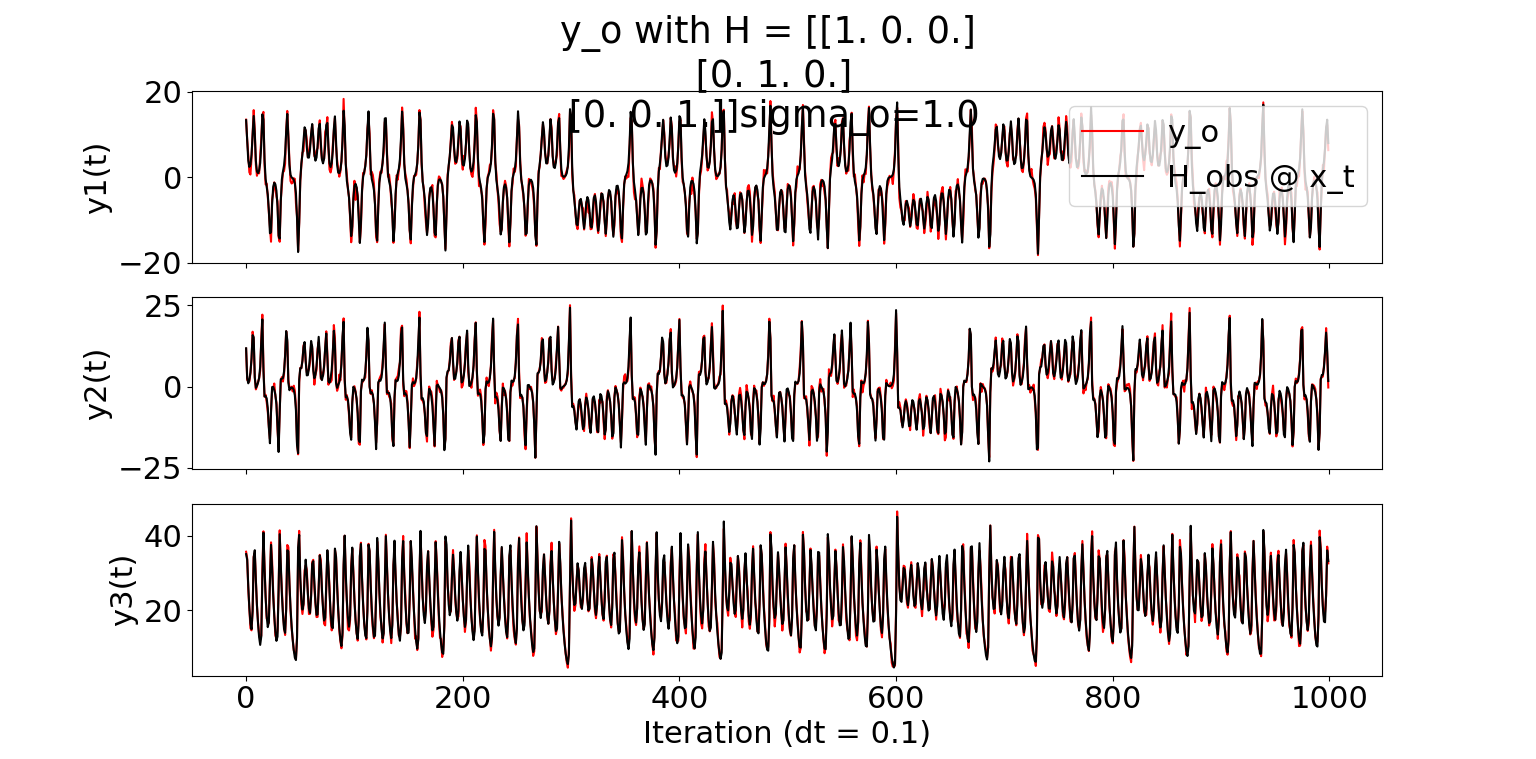 y_o with H = [[1. 0. 0.]
[0. 1. 0.]
[0. 0. 1.]]sigma_o=1.0
20
0
−20
y1(t)
y_o
H_obs @ x_t
25
0
−25
y2(t)
40
20
y3(t)
0 200 400 600 800 1000
Iteration (dt = 0.1)